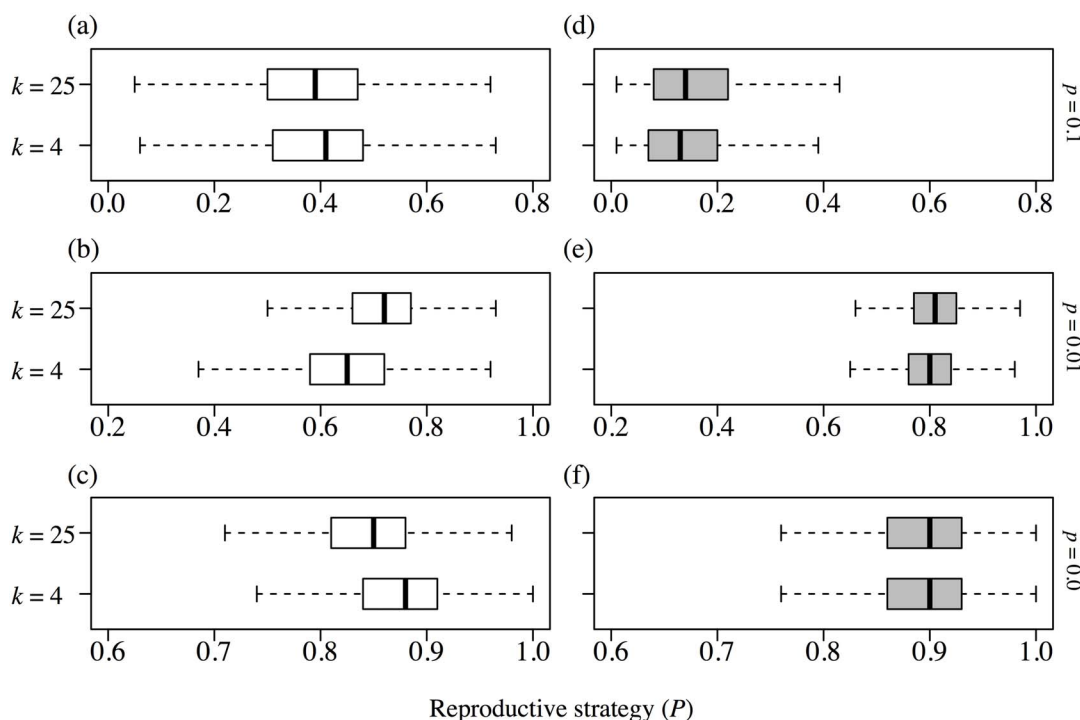 (a) (d)
k = 25
k = 4
p = 0.1
0.0 0.2 0.4 0.6 0.8 0.0 0.2 0.4 0.6 0.8
(b) (e)
k = 25
k = 4
p = 0.01
0.2 0.4 0.6 0.8 1.0 0.2 0.4 0.6 0.8 1.0
(c) (f)
k = 25
k = 4
p = 0.0
0.6 0.7 0.8 0.9 1.0 0.6 0.7 0.8 0.9 1.0
Reproductive strategy (P)